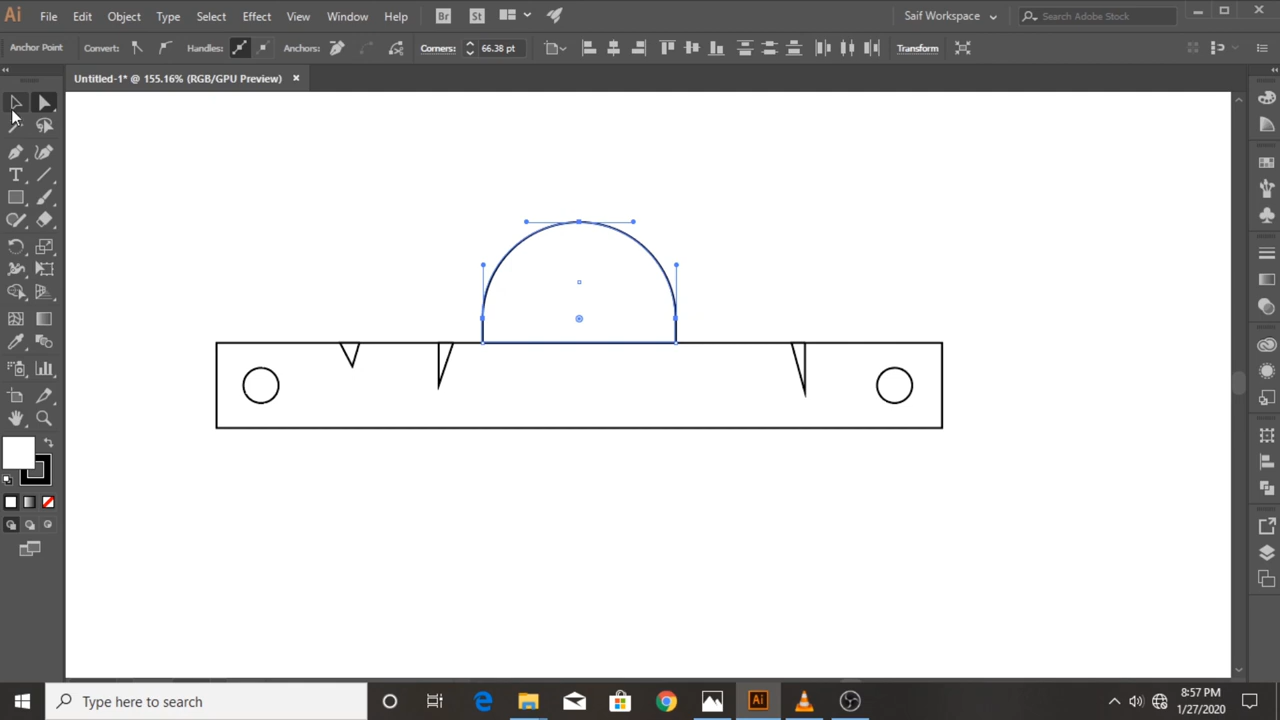 Ai File Edit Object Type Select Effect View Window Help Br St Saif Workspace Search Adobe Stock
Anchor Point Convert: Handles: Anchors: Corners: 66.38 pt Transform
Untitled-1* @ 155.16% (RGB/GPU Preview)
T
Type here to search
Ai
8:57 PM
1/27/2020